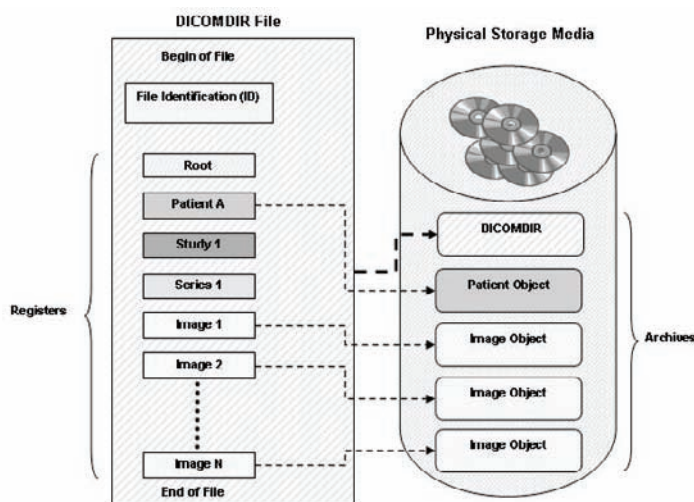 DICOMDIR File
Begin of File
File Identification (ID)
Root
Patient A
Study 1
Series 1
Image 1
Image 2
Image N
End of File
Registers
Physical Storage Media
DICOMDIR
Patient Object
Image Object
Image Object
Image Object
Archives